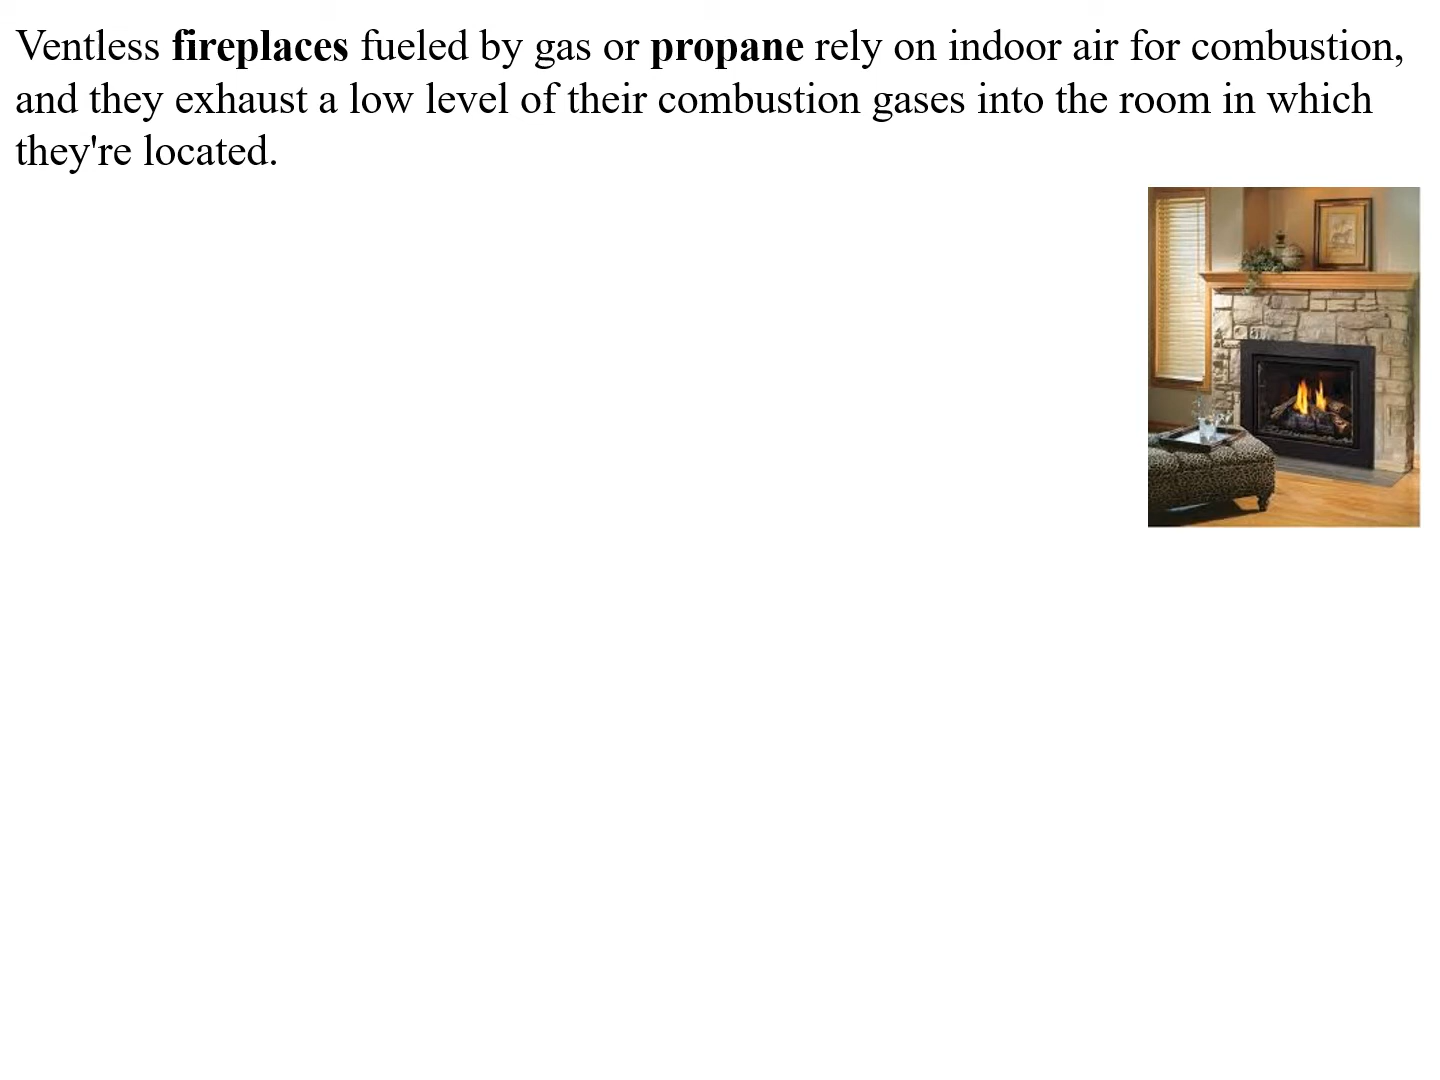 Ventless fireplaces fueled by gas or propane rely on indoor air for combustion,
and they exhaust a low level of their combustion gases into the room in which
they're located.